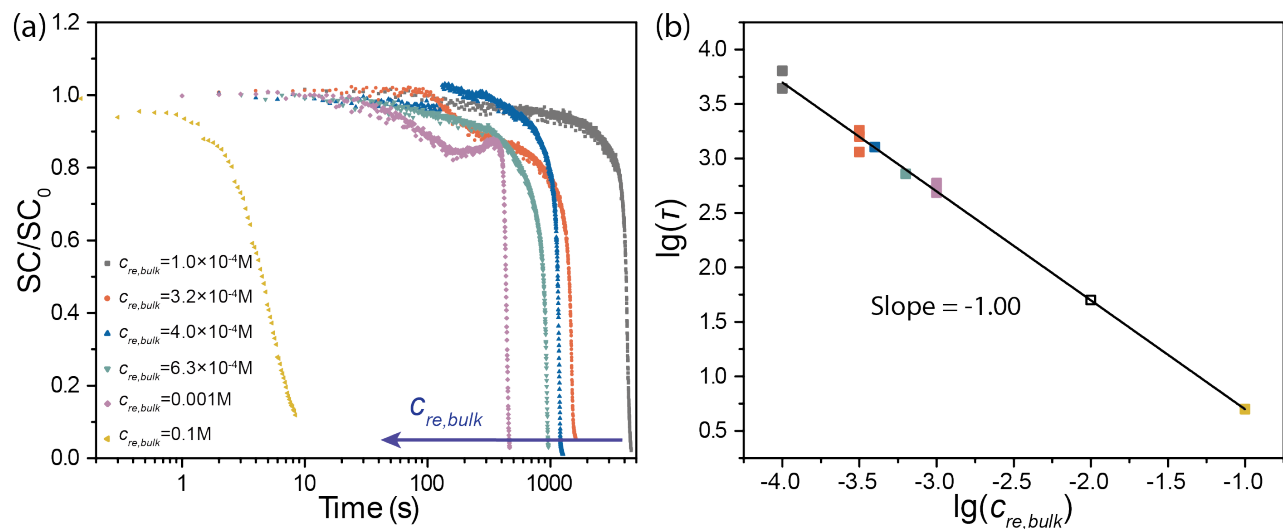 (a)
1.2
1.0
0.8
0.6
0.4
0.2
0.0
SC/SC₀
c_re,bulk=1.0×10⁻⁴M
c_re,bulk=3.2×10⁻⁴M
c_re,bulk=4.0×10⁻⁴M
c_re,bulk=6.3×10⁻⁴M
c_re,bulk=0.001M
c_re,bulk=0.1M
c_re,bulk
1 10 100 1000
Time (s)
(b)
4.0
3.5
3.0
2.5
2.0
1.5
1.0
0.5
lg(τ)
Slope = -1.00
-4.0 -3.5 -3.0 -2.5 -2.0 -1.5 -1.0
lg(c_re,bulk)